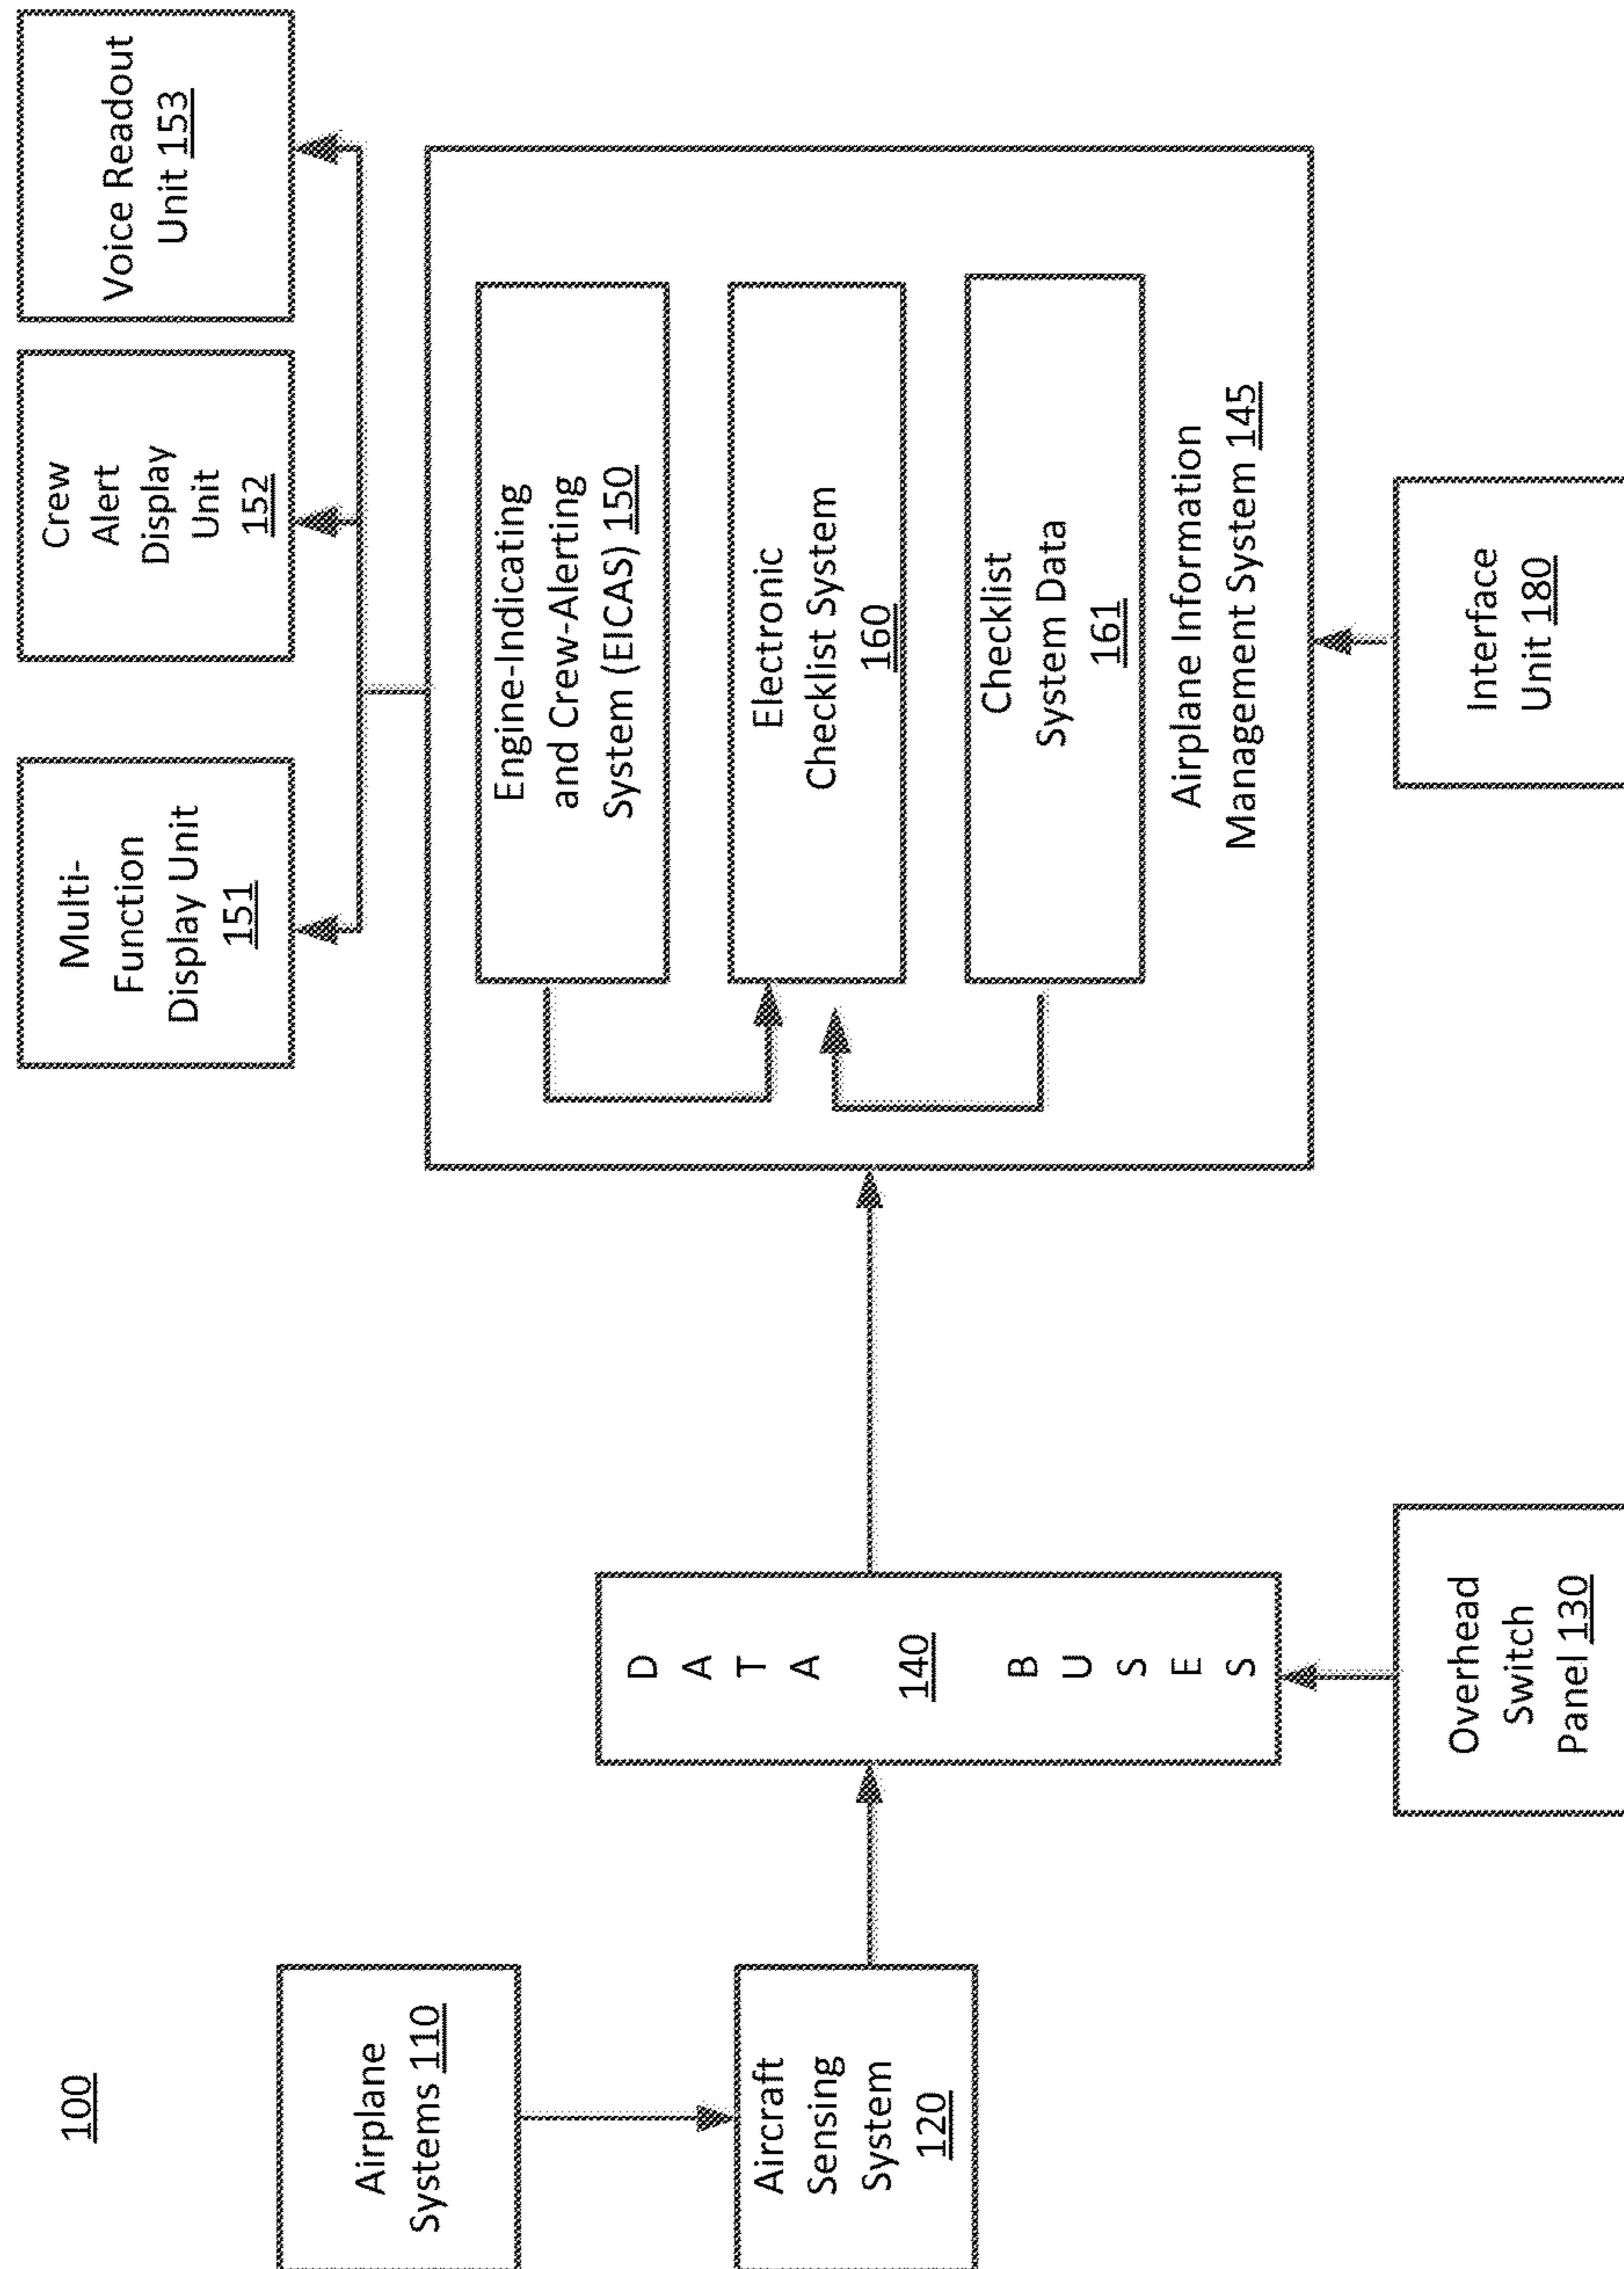 100
Airplane
Systems 110
Aircraft
Sensing
System
120
D
A
T
A
140
B
U
S
E
S
Overhead
Switch
Panel 130
Multi-
Function
Display Unit
151
Crew
Alert
Display
Unit
152
Voice Readout
Unit 153
Engine-Indicating
and Crew-Alerting
System (EICAS) 150
Electronic
Checklist System
160
Checklist
System Data
161
Airplane Information
Management System 145
Interface
Unit 180